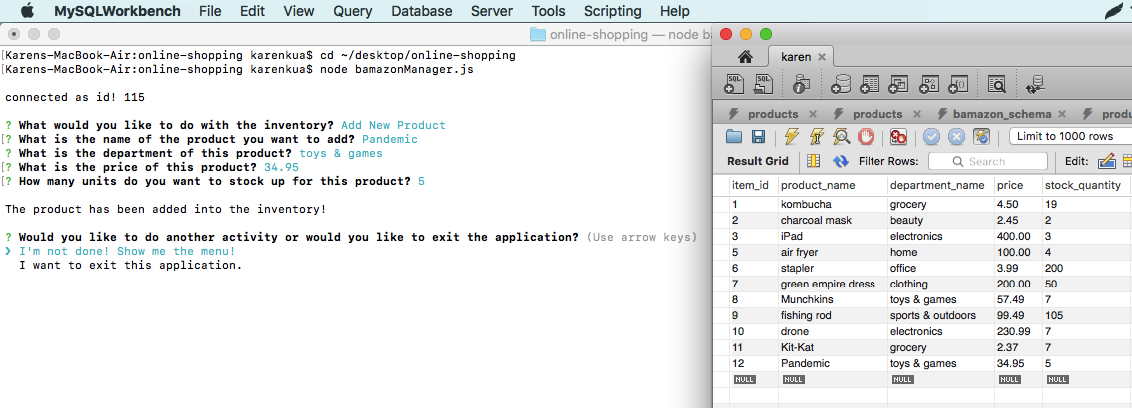 MySQLWorkbench File Edit View Query Database Server Tools Scripting Help
online-shopping — node ba
[Karens-MacBook-Air:online-shopping karenkua$ cd ~/desktop/online-shopping
[Karens-MacBook-Air:online-shopping karenkua$ node bamazonManager.js
connected as id! 115
? What would you like to do with the inventory? Add New Product
[? What is the name of the product you want to add? Pandemic
? What is the department of this product? toys & games
[? What is the price of this product? 34.95
[? How many units do you want to stock up for this product? 5
The product has been added into the inventory!
? Would you like to do another activity or would you like to exit the application? (Use arrow keys)
❯ I'm not done! Show me the menu!
I want to exit this application.
karen
SQL SQL
products products bamazon_schema produ
Limit to 1000 rows
Result Grid Filter Rows: Search Edit:
item_id product_name department_name price stock_quantity
1 kombucha grocery 4.50 19
2 charcoal mask beauty 2.45 2
3 iPad electronics 400.00 3
5 air fryer home 100.00 4
6 stapler office 3.99 200
7 green empire dress clothing 200.00 50
8 Munchkins toys & games 57.49 7
9 fishing rod sports & outdoors 99.49 105
10 drone electronics 230.99 7
11 Kit-Kat grocery 2.37 7
12 Pandemic toys & games 34.95 5
NULL NULL NULL NULL NULL